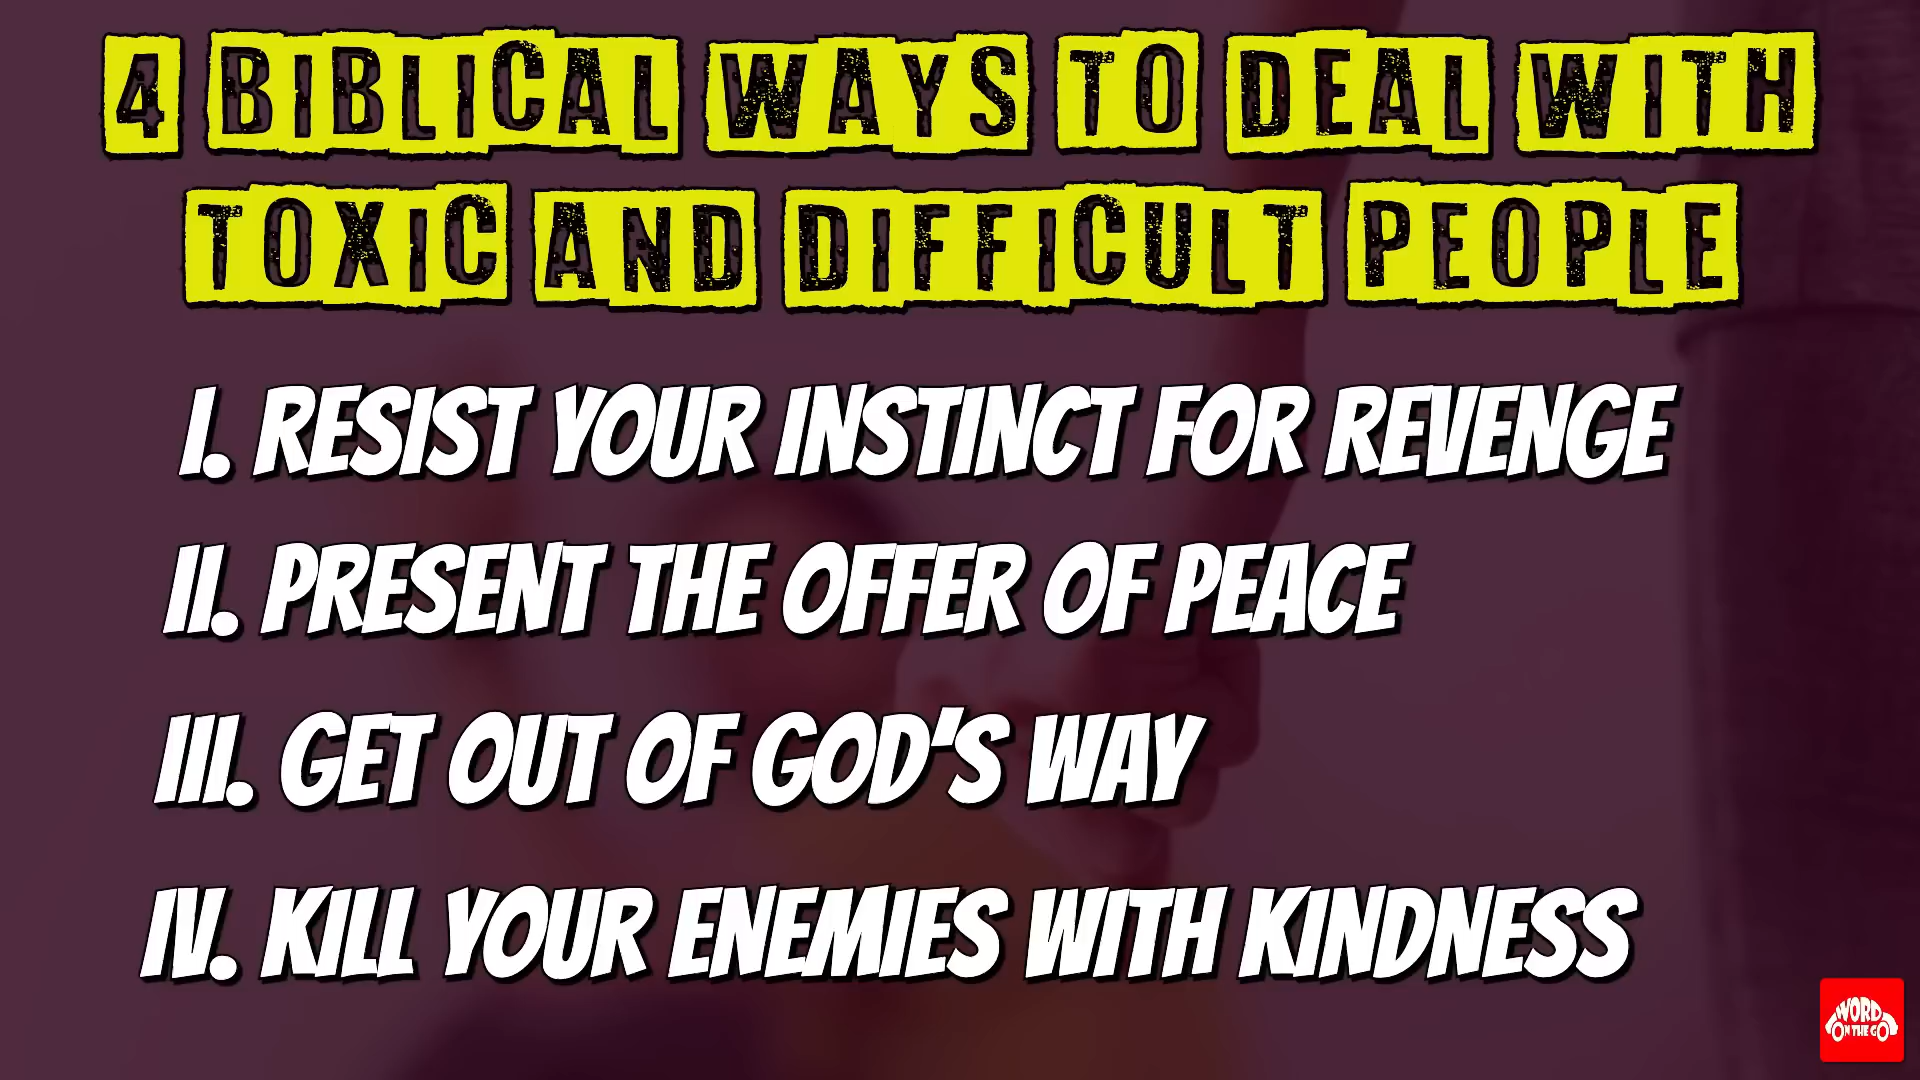 4 BIBLICAL WAYS TO DEAL WITH
TOXIC AND DIFFICULT PEOPLE
I. RESIST YOUR INSTINCT FOR REVENGE
II. PRESENT THE OFFER OF PEACE
III. GET OUT OF GOD'S WAY
IV. KILL YOUR ENEMIES WITH KINDNESS
WORD
ON THE GO